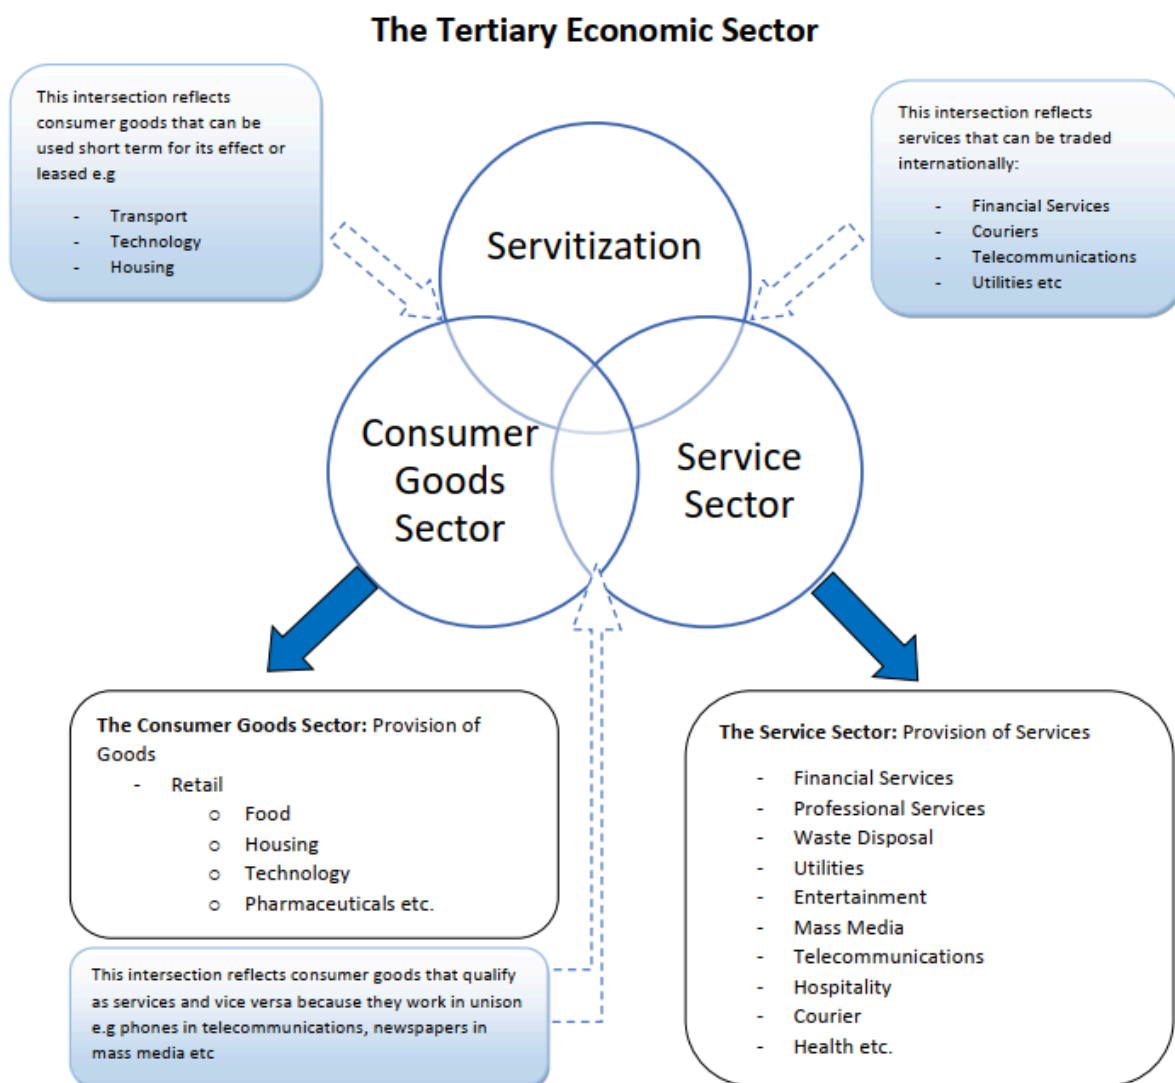 The Tertiary Economic Sector
This intersection reflects
consumer goods that can be
used short term for its effect or
leased e.g
- Transport
- Technology
- Housing
This intersection reflects
services that can be traded
internationally:
- Financial Services
- Couriers
- Telecommunications
- Utilities etc
Servitization
Consumer
Goods
Sector
Service
Sector
The Consumer Goods Sector: Provision of
Goods
- Retail
o Food
o Housing
o Technology
o Pharmaceuticals etc.
This intersection reflects consumer goods that qualify
as services and vice versa because they work in unison
e.g phones in telecommunications, newspapers in
mass media etc
The Service Sector: Provision of Services
- Financial Services
- Professional Services
- Waste Disposal
- Utilities
- Entertainment
- Mass Media
- Telecommunications
- Hospitality
- Courier
- Health etc.